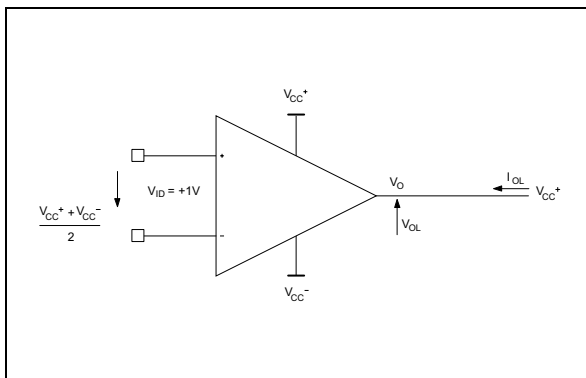 VCC+
VID = +1V
VCC+ + VCC-
2
+
-
VO
VOL
IOL
VCC+
VCC-